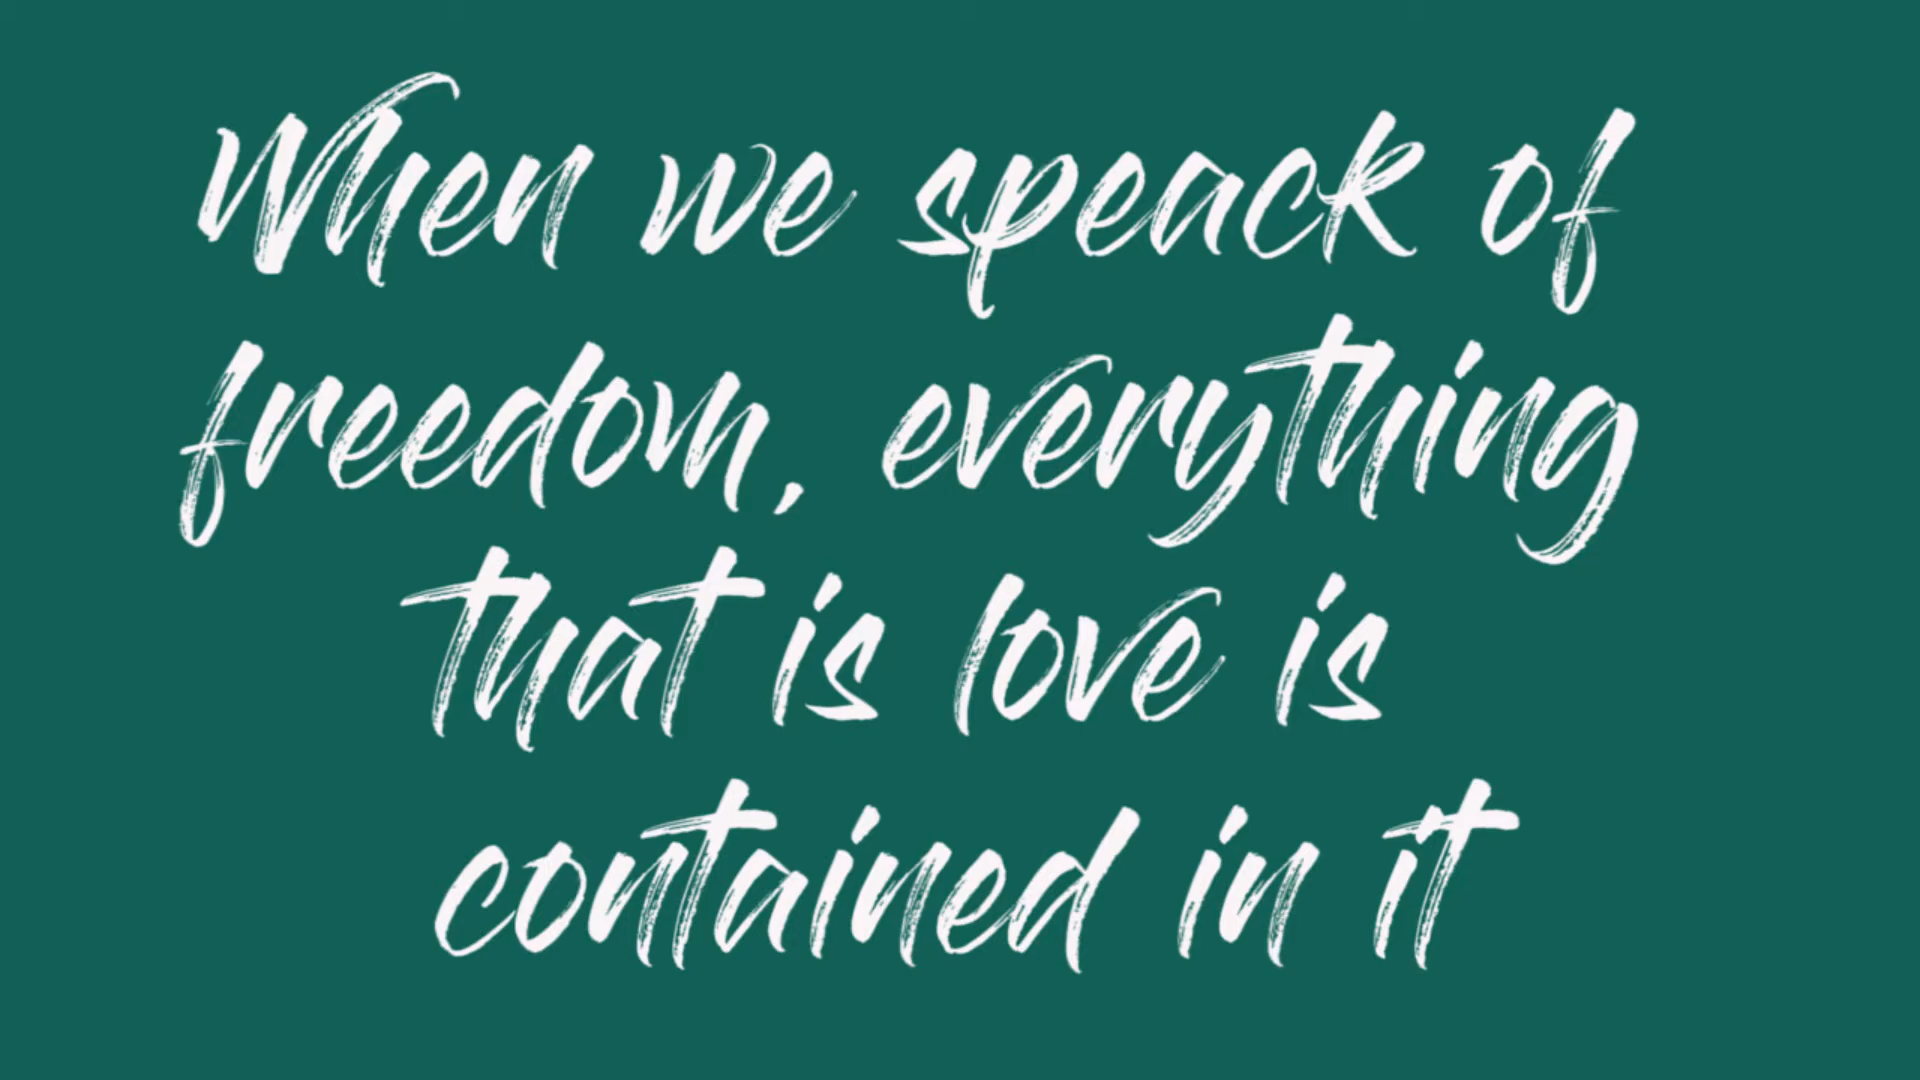 When we speack of
freedom, everything
that is love is
contained in it